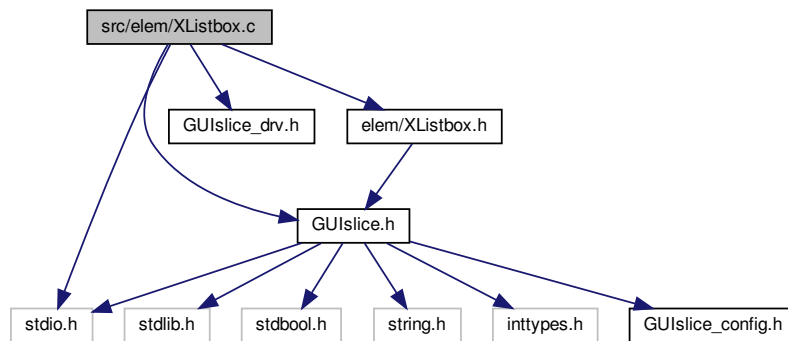 src/elem/XListbox.c
GUIslice_drv.h
elem/XListbox.h
GUIslice.h
stdio.h
stdlib.h
stdbool.h
string.h
inttypes.h
GUIslice_config.h